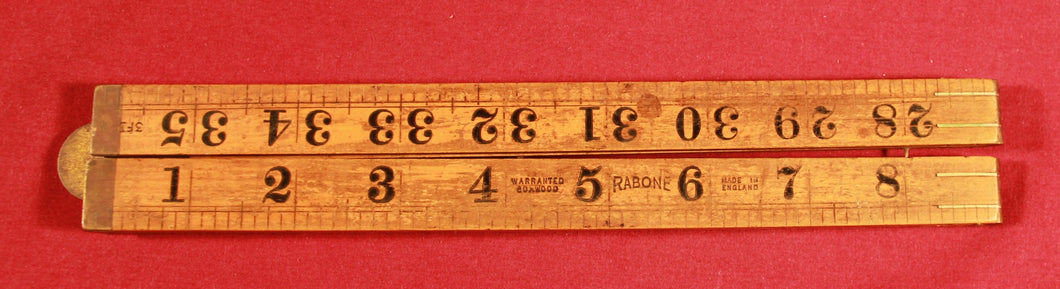 28 29 30 31 32 33 34 35
1 2 3 4 5 6 7 8
WARRANTED
BOXWOOD
RABONE
MADE IN
ENGLAND